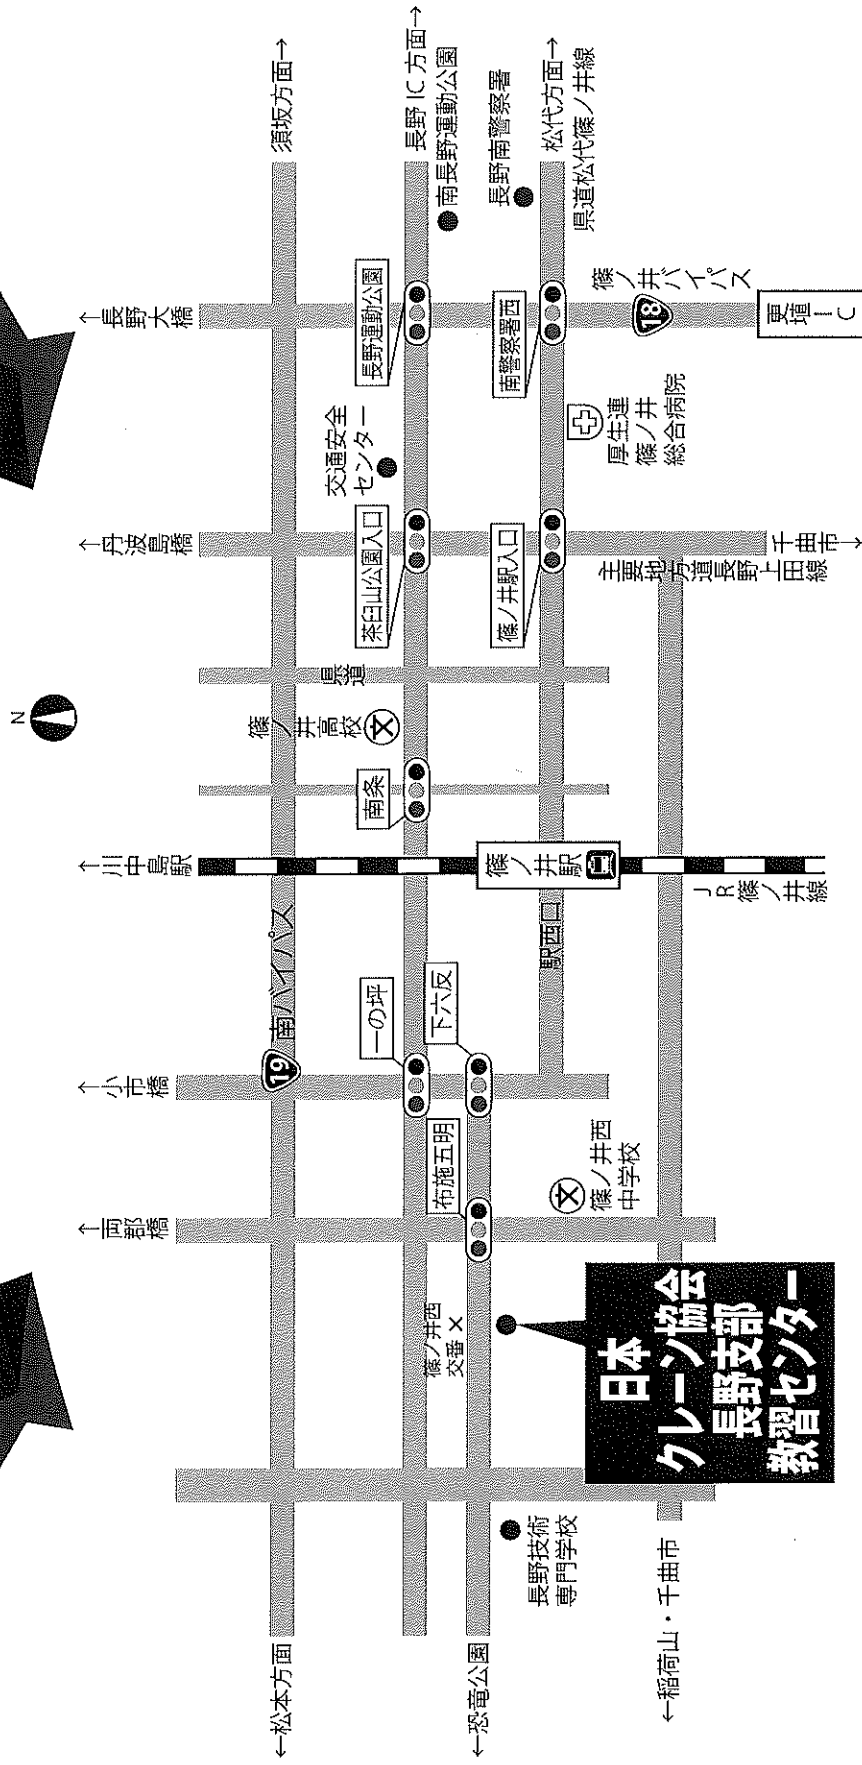 N
↑長野大橋
↑丹波島橋
↑川中島駅
↑小市橋
↑両郡橋
須坂方面→
長野IC方面→
南長野運動公園
長野南警察署
松代方面→
県道松代篠ノ井線
長野運動公園
南警察署西
篠ノ井バイパス
18
更埴IC
交通安全
センター
厚生連
篠ノ井
総合病院
茶臼山公園入口
篠ノ井駅入口
千曲市→
主要地方道長野上田線
県道
篠ノ井高校
文
南条
篠ノ井駅
駅西口
JR篠ノ井線
19
南バイパス
一の坪
下六反
布施五明
文
篠ノ井西
中学校
篠ノ井西
交番
×
日本
クレーン協会
長野支部
教習センター
長野技術
専門学校
←松本方面
←恐竜公園
←稲荷山・千曲市